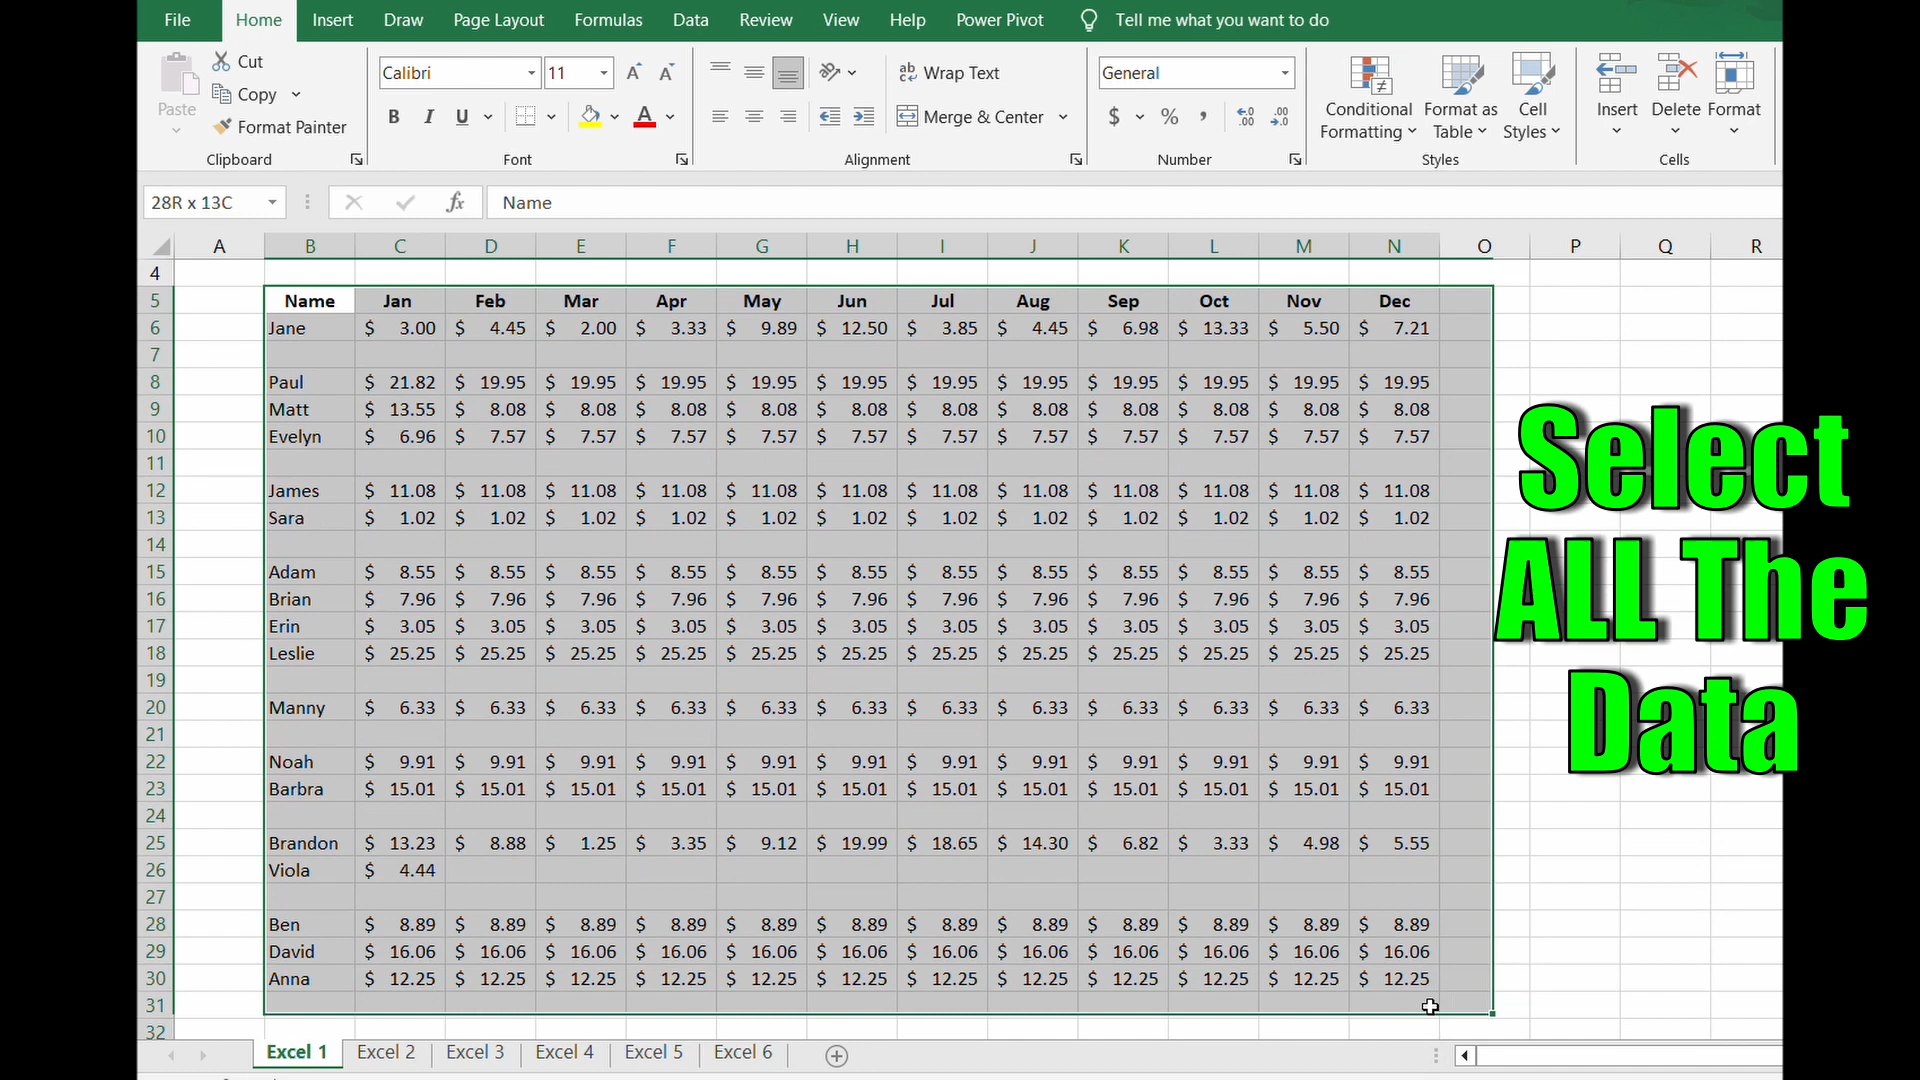 File Home Insert Draw Page Layout Formulas Data Review View Help Power Pivot Tell me what you want to do
Paste Cut Copy Format Painter Clipboard
Calibri 11 B I U A Font
Wrap Text Merge & Center Alignment
General $ % , Number
Conditional Formatting Format as Table Cell Styles Styles
Insert Delete Format Cells
28R x 13C fx Name
A B C D E F G H I J K L M N O P Q R
4
5 Name Jan Feb Mar Apr May Jun Jul Aug Sep Oct Nov Dec
6 Jane $ 3.00 $ 4.45 $ 2.00 $ 3.33 $ 9.89 $ 12.50 $ 3.85 $ 4.45 $ 6.98 $ 13.33 $ 5.50 $ 7.21
7
8 Paul $ 21.82 $ 19.95 $ 19.95 $ 19.95 $ 19.95 $ 19.95 $ 19.95 $ 19.95 $ 19.95 $ 19.95 $ 19.95 $ 19.95
9 Matt $ 13.55 $ 8.08 $ 8.08 $ 8.08 $ 8.08 $ 8.08 $ 8.08 $ 8.08 $ 8.08 $ 8.08 $ 8.08 $ 8.08
10 Evelyn $ 6.96 $ 7.57 $ 7.57 $ 7.57 $ 7.57 $ 7.57 $ 7.57 $ 7.57 $ 7.57 $ 7.57 $ 7.57 $ 7.57
11
12 James $ 11.08 $ 11.08 $ 11.08 $ 11.08 $ 11.08 $ 11.08 $ 11.08 $ 11.08 $ 11.08 $ 11.08 $ 11.08 $ 11.08
13 Sara $ 1.02 $ 1.02 $ 1.02 $ 1.02 $ 1.02 $ 1.02 $ 1.02 $ 1.02 $ 1.02 $ 1.02 $ 1.02 $ 1.02
14
15 Adam $ 8.55 $ 8.55 $ 8.55 $ 8.55 $ 8.55 $ 8.55 $ 8.55 $ 8.55 $ 8.55 $ 8.55 $ 8.55 $ 8.55
16 Brian $ 7.96 $ 7.96 $ 7.96 $ 7.96 $ 7.96 $ 7.96 $ 7.96 $ 7.96 $ 7.96 $ 7.96 $ 7.96 $ 7.96
17 Erin $ 3.05 $ 3.05 $ 3.05 $ 3.05 $ 3.05 $ 3.05 $ 3.05 $ 3.05 $ 3.05 $ 3.05 $ 3.05 $ 3.05
18 Leslie $ 25.25 $ 25.25 $ 25.25 $ 25.25 $ 25.25 $ 25.25 $ 25.25 $ 25.25 $ 25.25 $ 25.25 $ 25.25 $ 25.25
19
20 Manny $ 6.33 $ 6.33 $ 6.33 $ 6.33 $ 6.33 $ 6.33 $ 6.33 $ 6.33 $ 6.33 $ 6.33 $ 6.33 $ 6.33
21
22 Noah $ 9.91 $ 9.91 $ 9.91 $ 9.91 $ 9.91 $ 9.91 $ 9.91 $ 9.91 $ 9.91 $ 9.91 $ 9.91 $ 9.91
23 Barbra $ 15.01 $ 15.01 $ 15.01 $ 15.01 $ 15.01 $ 15.01 $ 15.01 $ 15.01 $ 15.01 $ 15.01 $ 15.01 $ 15.01
24
25 Brandon $ 13.23 $ 8.88 $ 1.25 $ 3.35 $ 9.12 $ 19.99 $ 18.65 $ 14.30 $ 6.82 $ 3.33 $ 4.98 $ 5.55
26 Viola $ 4.44
27
28 Ben $ 8.89 $ 8.89 $ 8.89 $ 8.89 $ 8.89 $ 8.89 $ 8.89 $ 8.89 $ 8.89 $ 8.89 $ 8.89 $ 8.89
29 David $ 16.06 $ 16.06 $ 16.06 $ 16.06 $ 16.06 $ 16.06 $ 16.06 $ 16.06 $ 16.06 $ 16.06 $ 16.06 $ 16.06
30 Anna $ 12.25 $ 12.25 $ 12.25 $ 12.25 $ 12.25 $ 12.25 $ 12.25 $ 12.25 $ 12.25 $ 12.25 $ 12.25 $ 12.25
31
32
Select
ALL The
Data
Excel 1 Excel 2 Excel 3 Excel 4 Excel 5 Excel 6